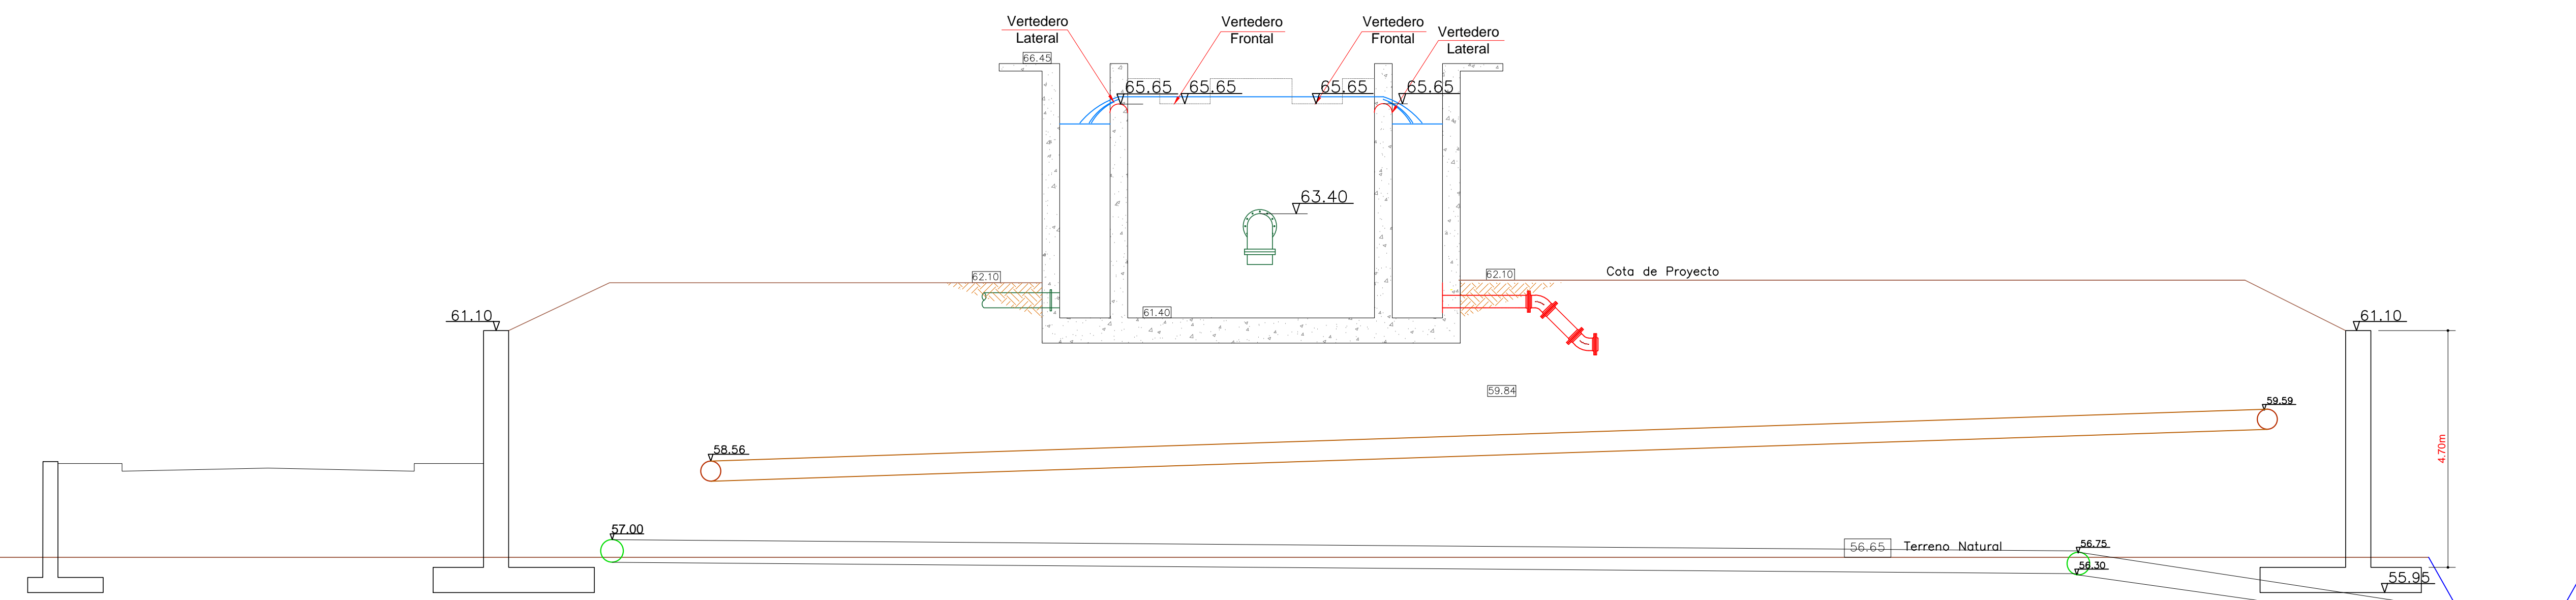 Vertedero
Lateral
Vertedero
Frontal
Vertedero
Frontal
Vertedero
Lateral
66.45
65.65
65.65
65.65
65.65
63.40
62.10
62.10
Cota de Proyecto
61.40
61.10
61.10
59.84
59.59
58.56
4.70m
57.00
56.65
Terreno Natural
56.75
56.30
55.95